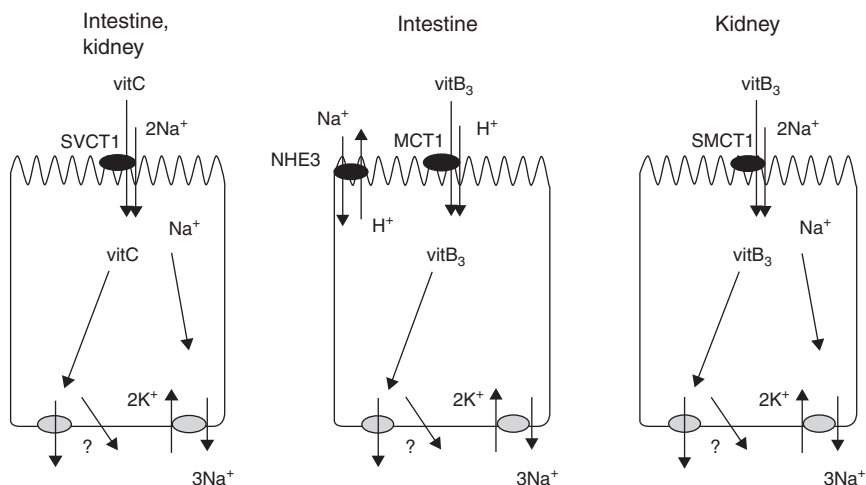 Intestine,
kidney
vitC
SVCT1
2Na⁺
Na⁺
vitC
2K⁺
?
3Na⁺
Intestine
vitB₃
Na⁺
MCT1
H⁺
NHE3
H⁺
vitB₃
2K⁺
?
3Na⁺
Kidney
vitB₃
SMCT1
2Na⁺
Na⁺
vitB₃
2K⁺
?
3Na⁺